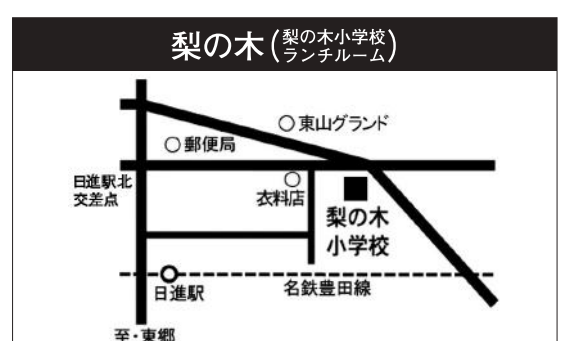 梨の木(梨の木小学校
ランチルーム)
○東山グランド
○郵便局
日進駅北
交差点
衣料店
梨の木
小学校
日進駅
名鉄豊田線
至・東郷